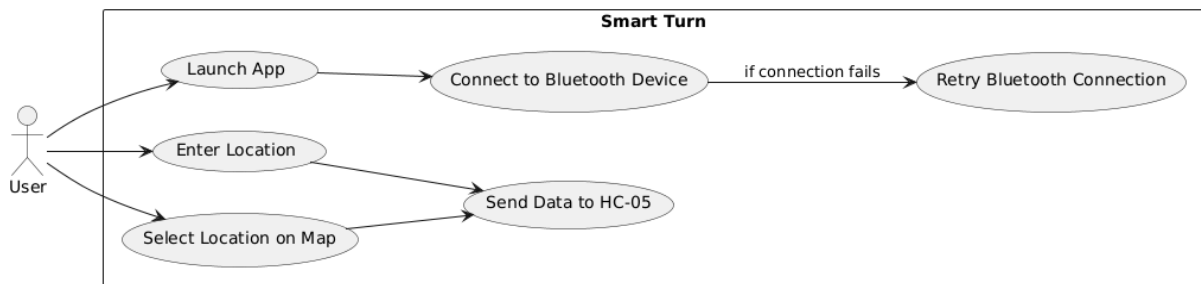 Smart Turn
Launch App
Connect to Bluetooth Device
if connection fails
Retry Bluetooth Connection
Enter Location
User
Send Data to HC-05
Select Location on Map